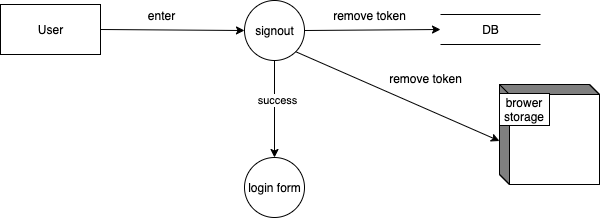 enter
remove token
User
signout
DB
remove token
success
brower
storage
login form